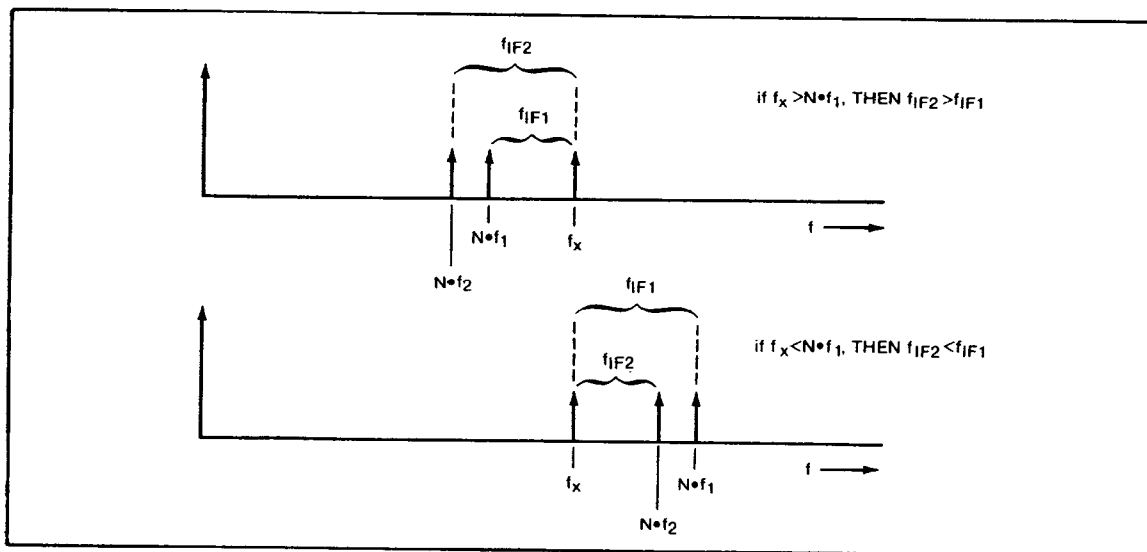 fIF2
if fx >N•f1, THEN fIF2>fIF1
fIF1
f
N•f1
fx
N•f2
fIF1
if fx<N•f1, THEN fIF2<fIF1
fIF2
f
fx
N•f1
N•f2